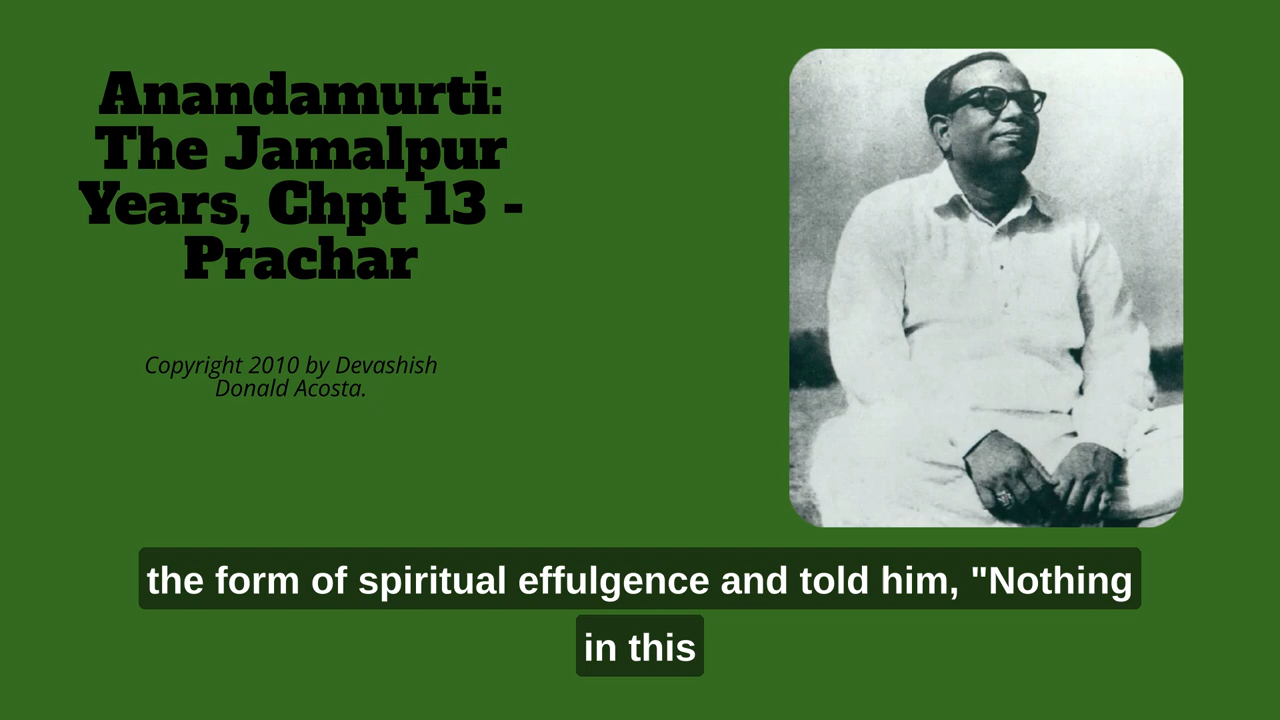 Anandamurti:
The Jamalpur
Years, Chpt 13 -
Prachar
Copyright 2010 by Devashish
Donald Acosta.
the form of spiritual effulgence and told him, "Nothing
in this